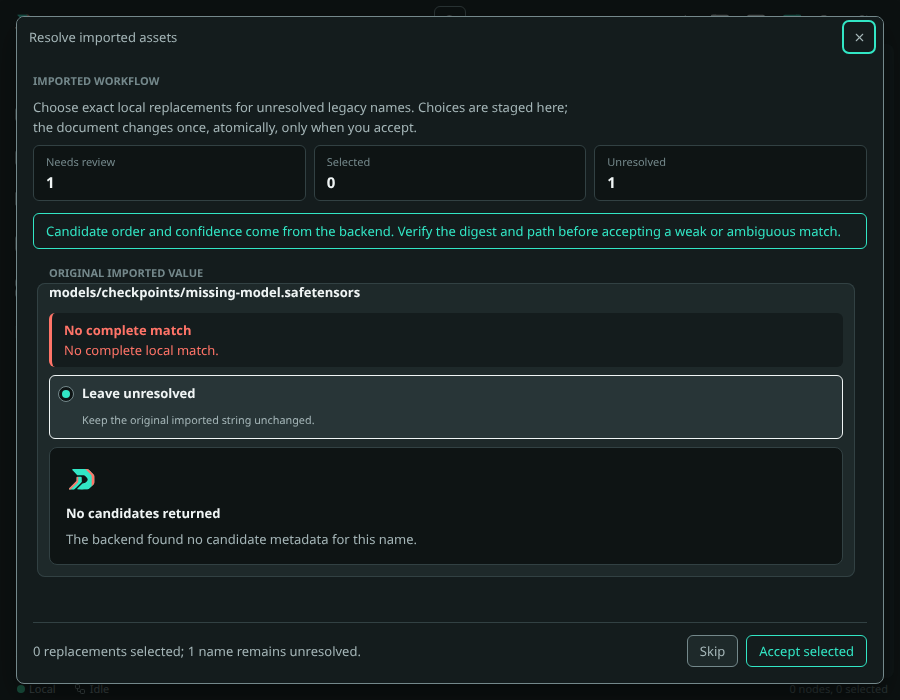 Resolve imported assets
IMPORTED WORKFLOW
Choose exact local replacements for unresolved legacy names. Choices are staged here;
the document changes once, atomically, only when you accept.
Needs review
1
Selected
0
Unresolved
1
Candidate order and confidence come from the backend. Verify the digest and path before accepting a weak or ambiguous match.
ORIGINAL IMPORTED VALUE
models/checkpoints/missing-model.safetensors
No complete match
No complete local match.
Leave unresolved
Keep the original imported string unchanged.
No candidates returned
The backend found no candidate metadata for this name.
0 replacements selected; 1 name remains unresolved.
Skip
Accept selected
Local
Idle
0 nodes, 0 selected